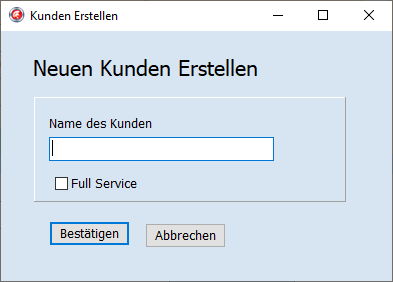 Kunden Erstellen
Neuen Kunden Erstellen
Name des Kunden
Full Service
Bestätigen
Abbrechen